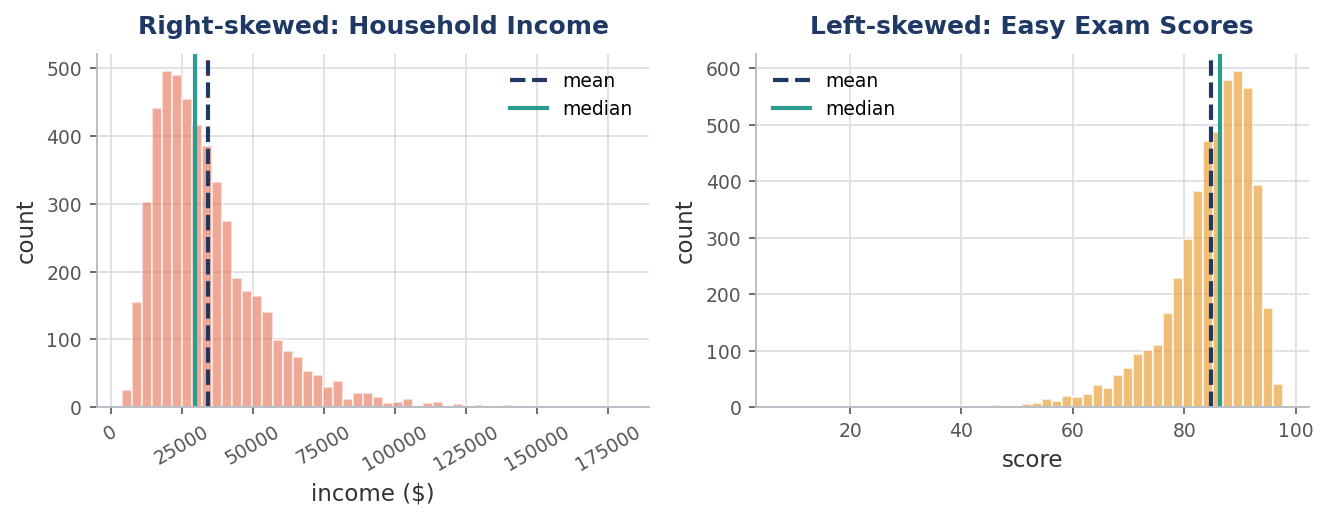 Right-skewed: Household Income
500
400
300
200
100
0
count
mean
median
0
25000
50000
75000
100000
125000
150000
175000
income ($)
Left-skewed: Easy Exam Scores
600
500
400
300
200
100
0
count
mean
median
20
40
60
80
100
score